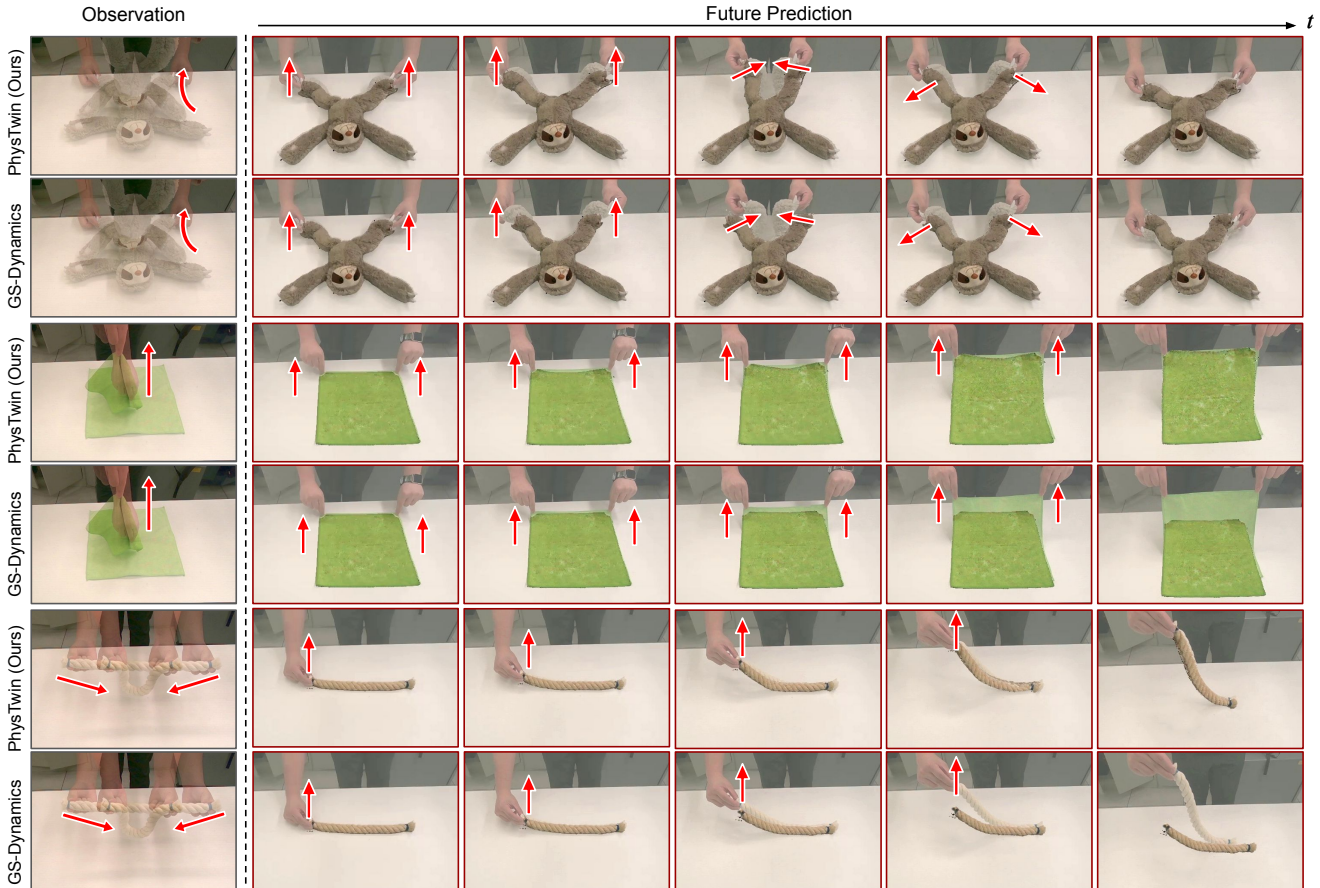 Observation
Future Prediction
t
PhysTwin (Ours)
GS-Dynamics
PhysTwin (Ours)
GS-Dynamics
PhysTwin (Ours)
GS-Dynamics